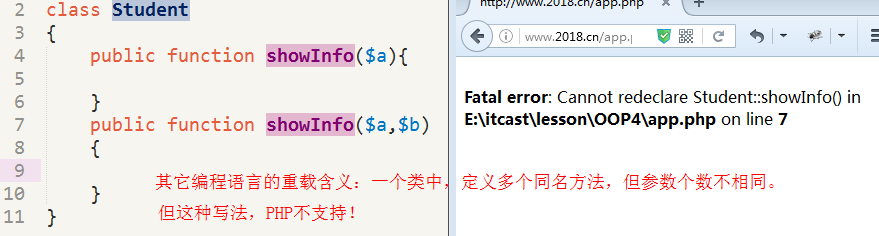 2 class Student
3 {
4 public function showInfo($a){
5
6 }
7 public function showInfo($a,$b)
8 {
9
10 }
11 }
http://www.2018.cn/app.php
www.2018.cn/app.p
Fatal error: Cannot redeclare Student::showInfo() in
E:\itcast\lesson\OOP4\app.php on line 7
其它编程语言的重载含义：一个类中，定义多个同名方法，但参数个数不相同。
但这种写法，PHP不支持！